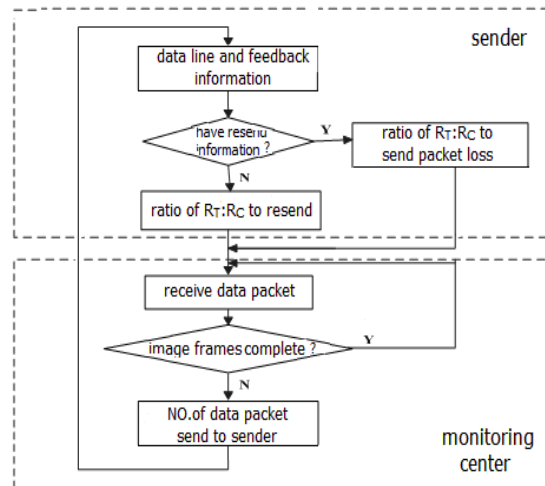 sender
data line and feedback
information
have resend
information ?
Y
ratio of RT:RC to
send packet loss
N
ratio of RT:RC to resend
receive data packet
image frames complete ?
Y
N
NO.of data packet
send to sender
monitoring
center